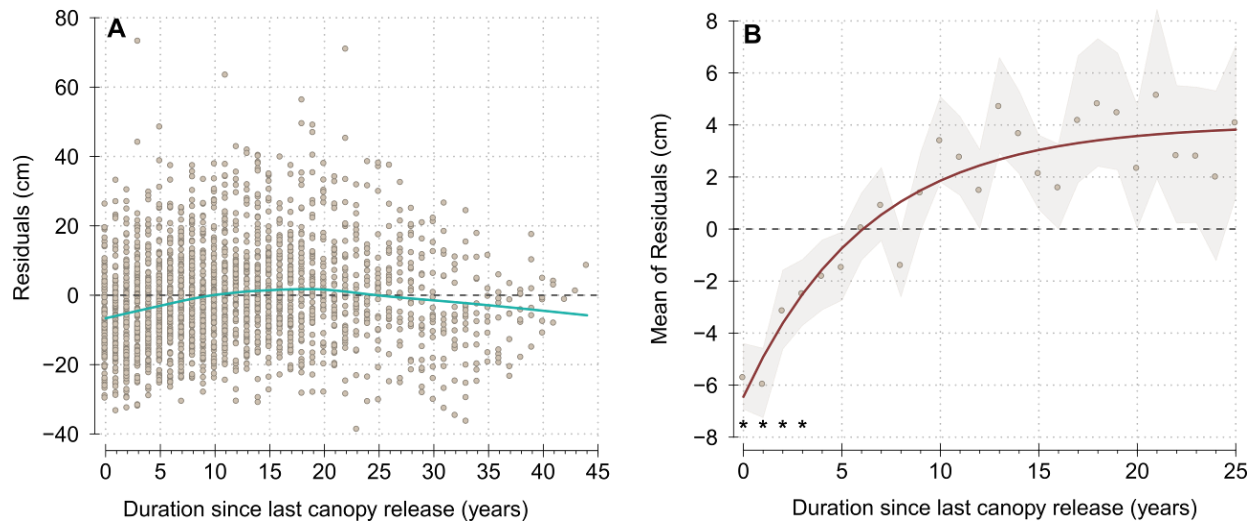 A
80
60
40
20
0
−20
−40
Residuals (cm)
0 5 10 15 20 25 30 35 40 45
Duration since last canopy release (years)
B
8
6
4
2
0
−2
−4
−6
−8
Mean of Residuals (cm)
* * * *
0 5 10 15 20 25
Duration since last canopy release (years)